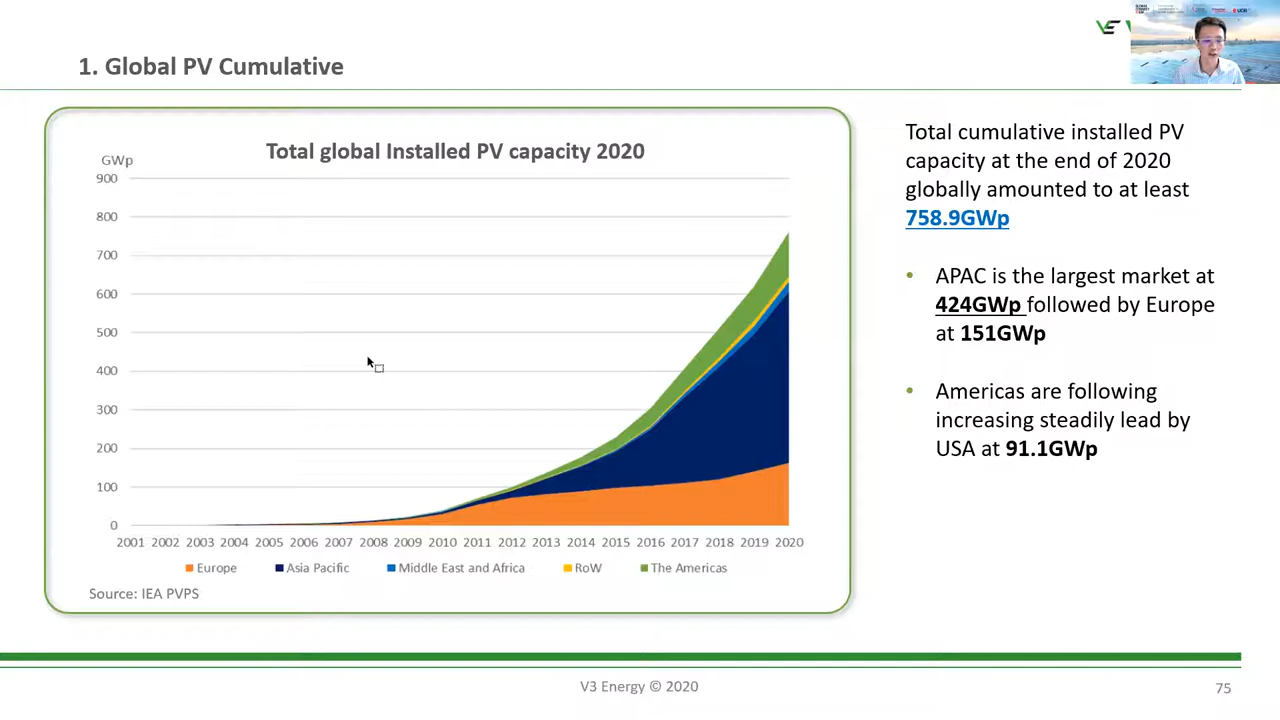 1. Global PV Cumulative
Total global Installed PV capacity 2020
GWp
900
800
700
600
500
400
300
200
100
0
2001 2002 2003 2004 2005 2006 2007 2008 2009 2010 2011 2012 2013 2014 2015 2016 2017 2018 2019 2020
Europe Asia Pacific Middle East and Africa RoW The Americas
Source: IEA PVPS
Total cumulative installed PV
capacity at the end of 2020
globally amounted to at least
758.9GWp
• APAC is the largest market at
424GWp followed by Europe
at 151GWp
• Americas are following
increasing steadily lead by
USA at 91.1GWp
V3 Energy © 2020
75